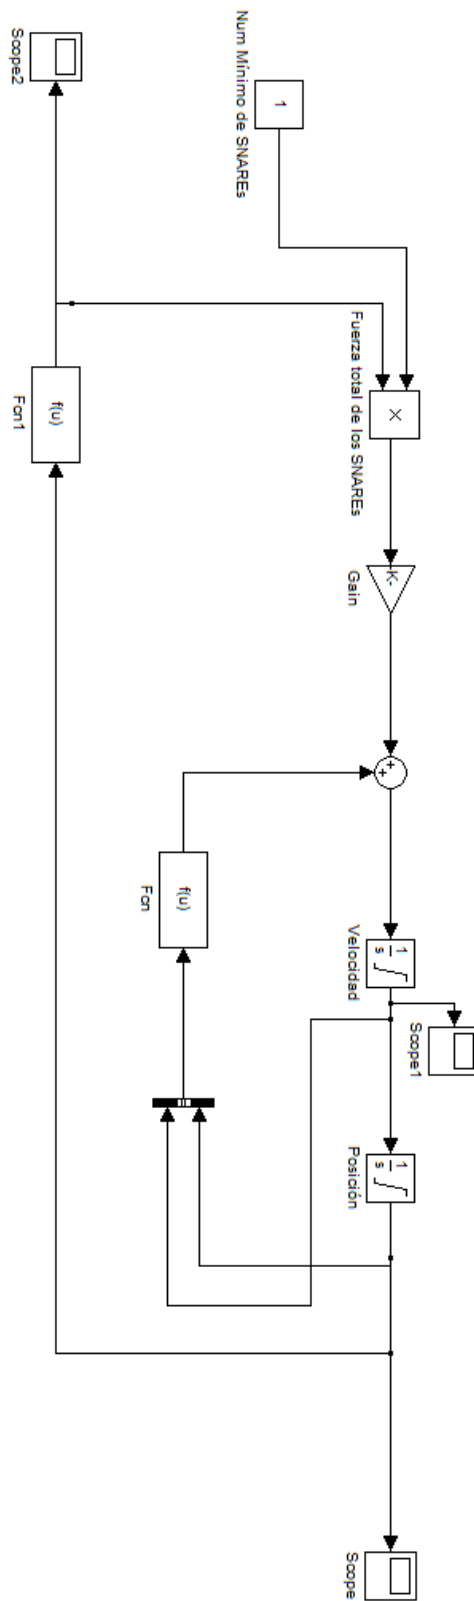 Num Mínimo de SNAREs
1
Fuerza total de los SNAREs
×
Gain
K-
+
+
Velocidad
1
s
Scope1
Posición
1
s
Scope
Fcn
f(u)
Fcn1
f(u)
Scope2